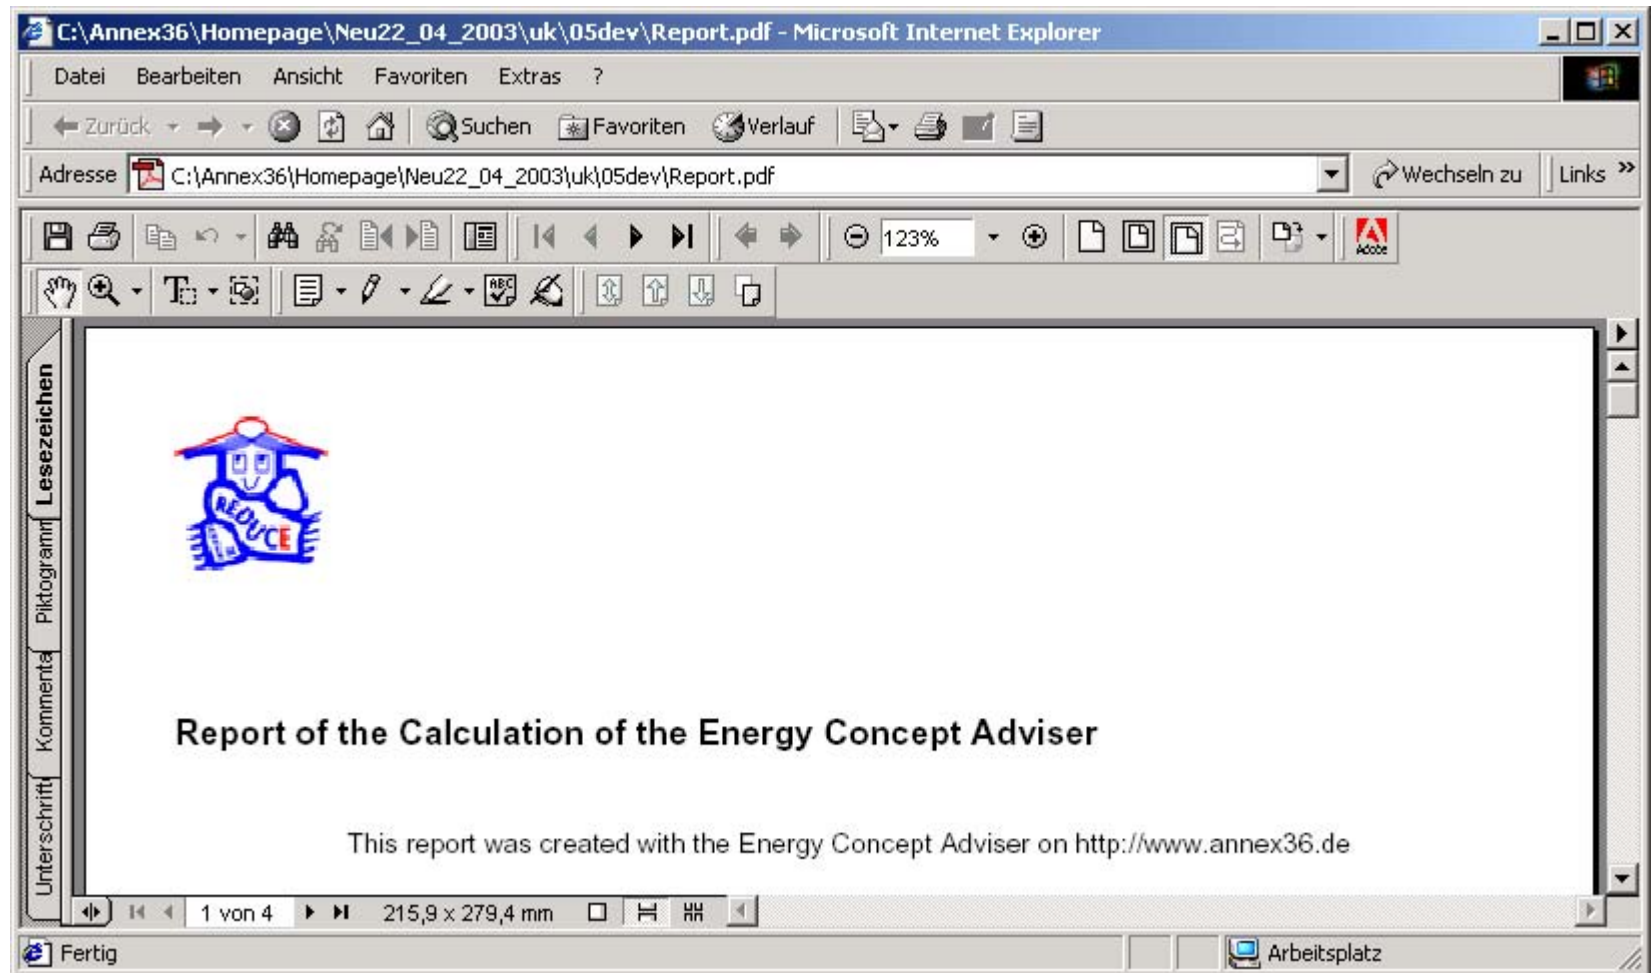 C:\Annex36\Homepage\Neu22_04_2003\uk\05dev\Report.pdf - Microsoft Internet Explorer
Datei Bearbeiten Ansicht Favoriten Extras ?
Zurück Suchen Favoriten Verlauf
Adresse C:\Annex36\Homepage\Neu22_04_2003\uk\05dev\Report.pdf Wechseln zu Links »
123% Adobe
ABC
Lesezeichen
Piktogramm
Kommenta
Unterschrift
REDUCE
Report of the Calculation of the Energy Concept Adviser
This report was created with the Energy Concept Adviser on http://www.annex36.de
1 von 4 215,9 x 279,4 mm
Fertig Arbeitsplatz